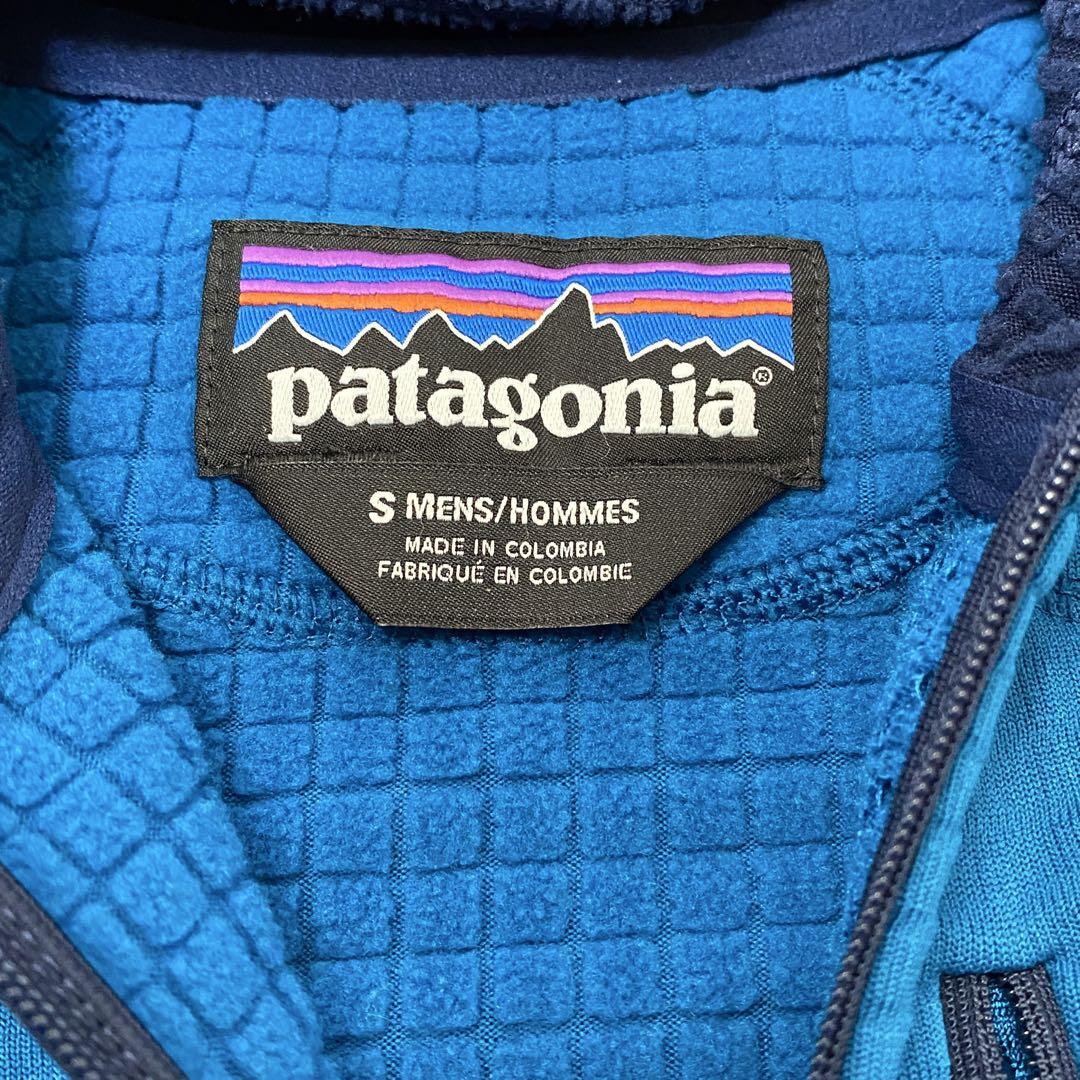 patagonia®
S MENS/HOMMES
MADE IN COLOMBIA
FABRIQUÉ EN COLOMBIE